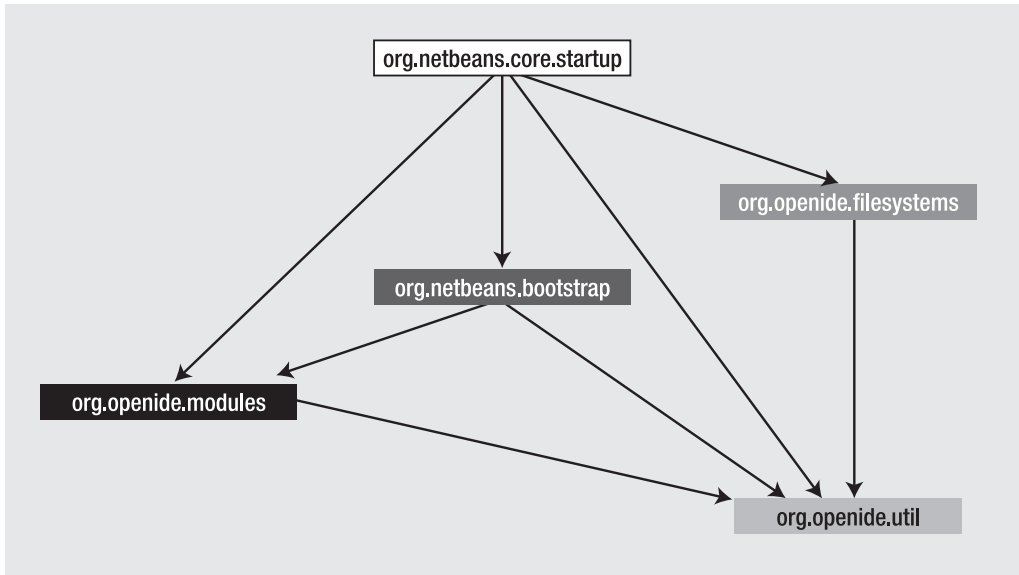 org.netbeans.core.startup
org.openide.filesystems
org.netbeans.bootstrap
org.openide.modules
org.openide.util